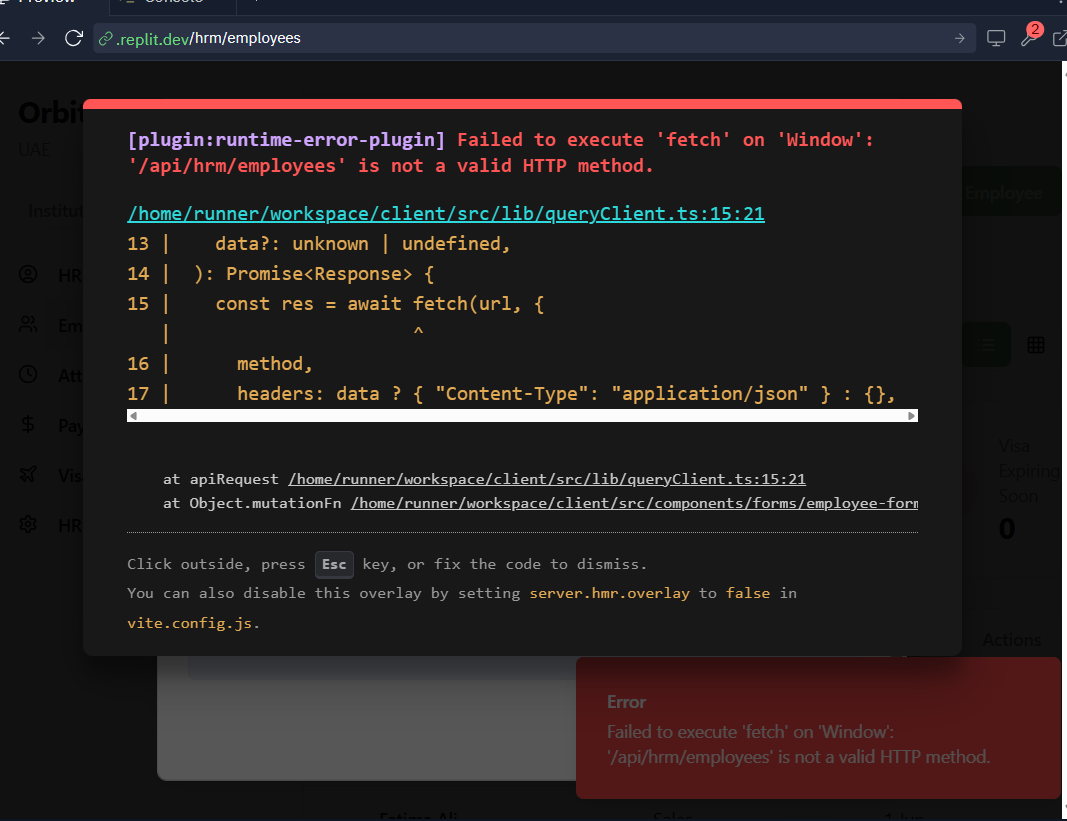 Preview
Console
.replit.dev/hrm/employees
2
Orbit
UAE
Employee
Institut
[plugin:runtime-error-plugin] Failed to execute 'fetch' on 'Window':
'/api/hrm/employees' is not a valid HTTP method.
/home/runner/workspace/client/src/lib/queryClient.ts:15:21
13 |    data?: unknown | undefined,
14 |  ): Promise<Response> {
15 |    const res = await fetch(url, {
   |                      ^
16 |      method,
17 |      headers: data ? { "Content-Type": "application/json" } : {},
HR
Em
Att
Pay
Vis
HR
at apiRequest /home/runner/workspace/client/src/lib/queryClient.ts:15:21
at Object.mutationFn /home/runner/workspace/client/src/components/forms/employee-form
Visa
Expiring
Soon
0
Click outside, press Esc key, or fix the code to dismiss.
You can also disable this overlay by setting server.hmr.overlay to false in
vite.config.js.
Actions
Error
Failed to execute 'fetch' on 'Window':
'/api/hrm/employees' is not a valid HTTP method.
Fatima Ali
Sales